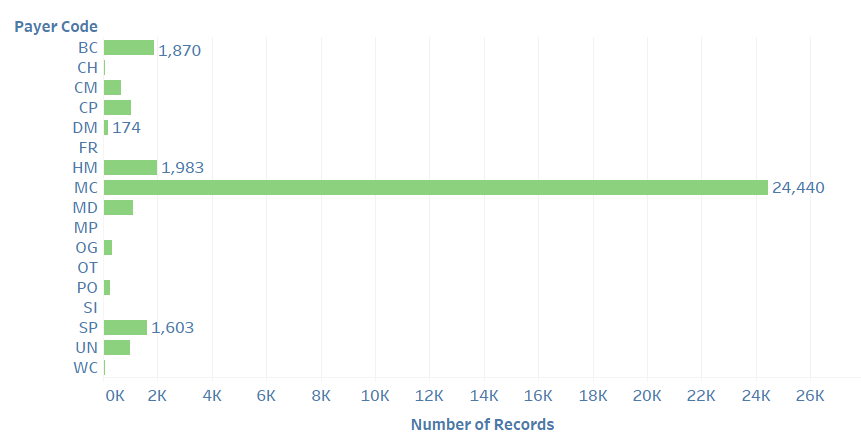 Payer Code
BC 1,870
CH
CM
CP
DM 174
FR
HM 1,983
MC 24,440
MD
MP
OG
OT
PO
SI
SP 1,603
UN
WC
0K 2K 4K 6K 8K 10K 12K 14K 16K 18K 20K 22K 24K 26K
Number of Records